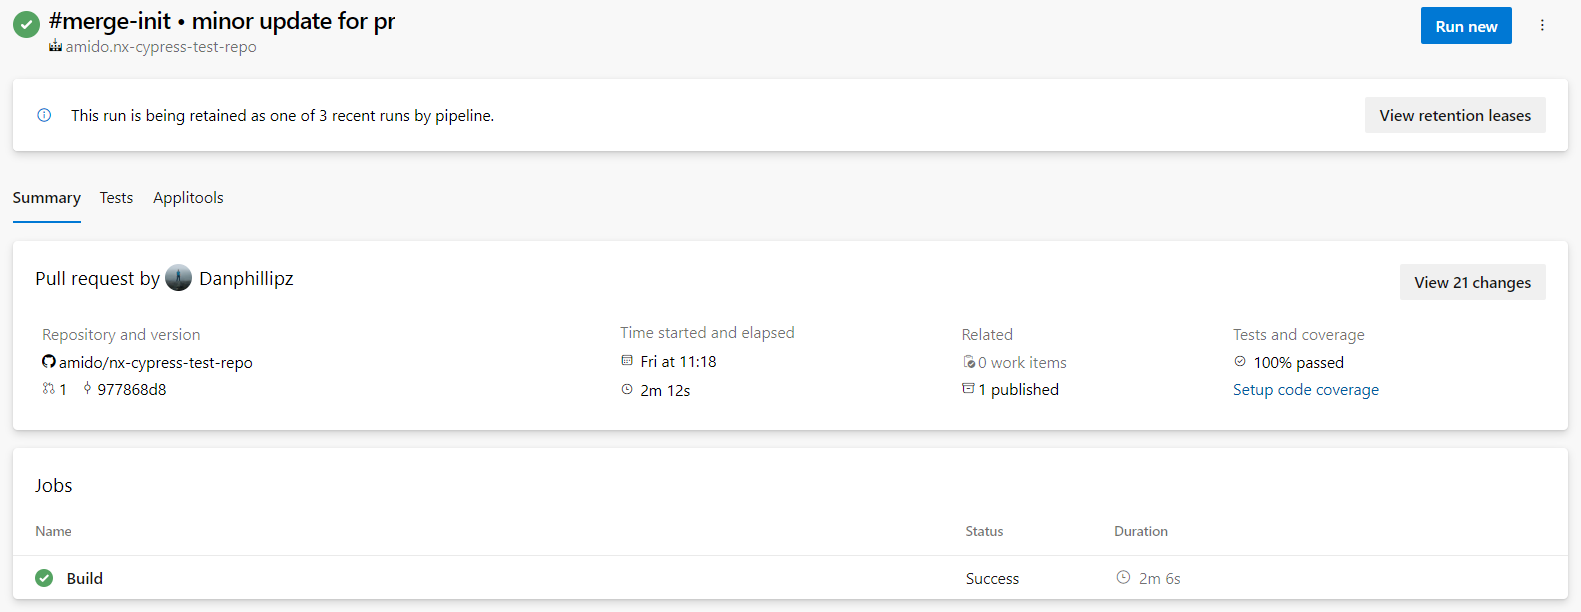 #merge-init • minor update for pr
amido.nx-cypress-test-repo
Run new
This run is being retained as one of 3 recent runs by pipeline.
View retention leases
Summary Tests Applitools
Pull request by Danphillipz
View 21 changes
Repository and version
amido/nx-cypress-test-repo
1 977868d8
Time started and elapsed
Fri at 11:18
2m 12s
Related
0 work items
1 published
Tests and coverage
100% passed
Setup code coverage
Jobs
Name Status Duration
Build Success 2m 6s